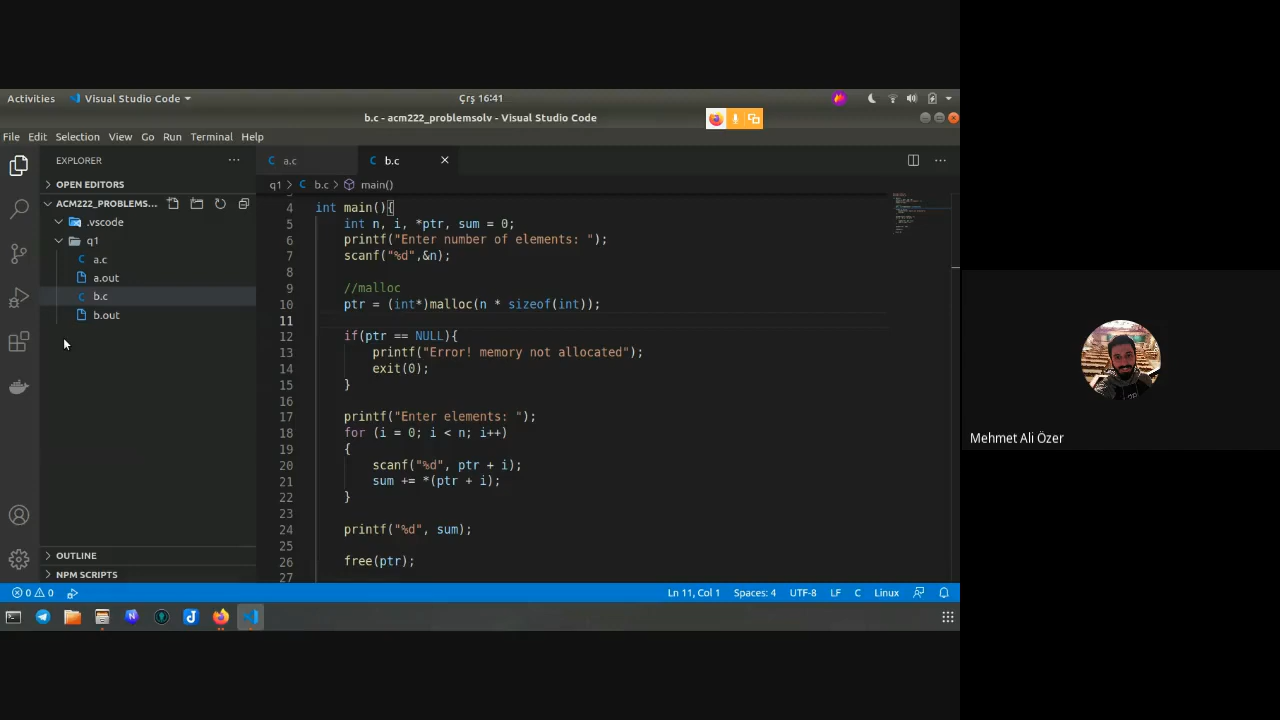 Activities
Visual Studio Code
Çrş 16:41
b.c - acm222_problemsolv - Visual Studio Code
File Edit Selection View Go Run Terminal Help
EXPLORER
OPEN EDITORS
ACM222_PROBLEMS...
.vscode
q1
a.c
a.out
b.c
b.out
OUTLINE
NPM SCRIPTS
a.c
b.c
q1 > C b.c > main()
4 int main(){
5 int n, i, *ptr, sum = 0;
6 printf("Enter number of elements: ");
7 scanf("%d",&n);
8
9 //malloc
10 ptr = (int*)malloc(n * sizeof(int));
11
12 if(ptr == NULL){
13 printf("Error! memory not allocated");
14 exit(0);
15 }
16
17 printf("Enter elements: ");
18 for (i = 0; i < n; i++)
19 {
20 scanf("%d", ptr + i);
21 sum += *(ptr + i);
22 }
23
24 printf("%d", sum);
25
26 free(ptr);
27
0 0
Ln 11, Col 1 Spaces: 4 UTF-8 LF C Linux
Mehmet Ali Özer